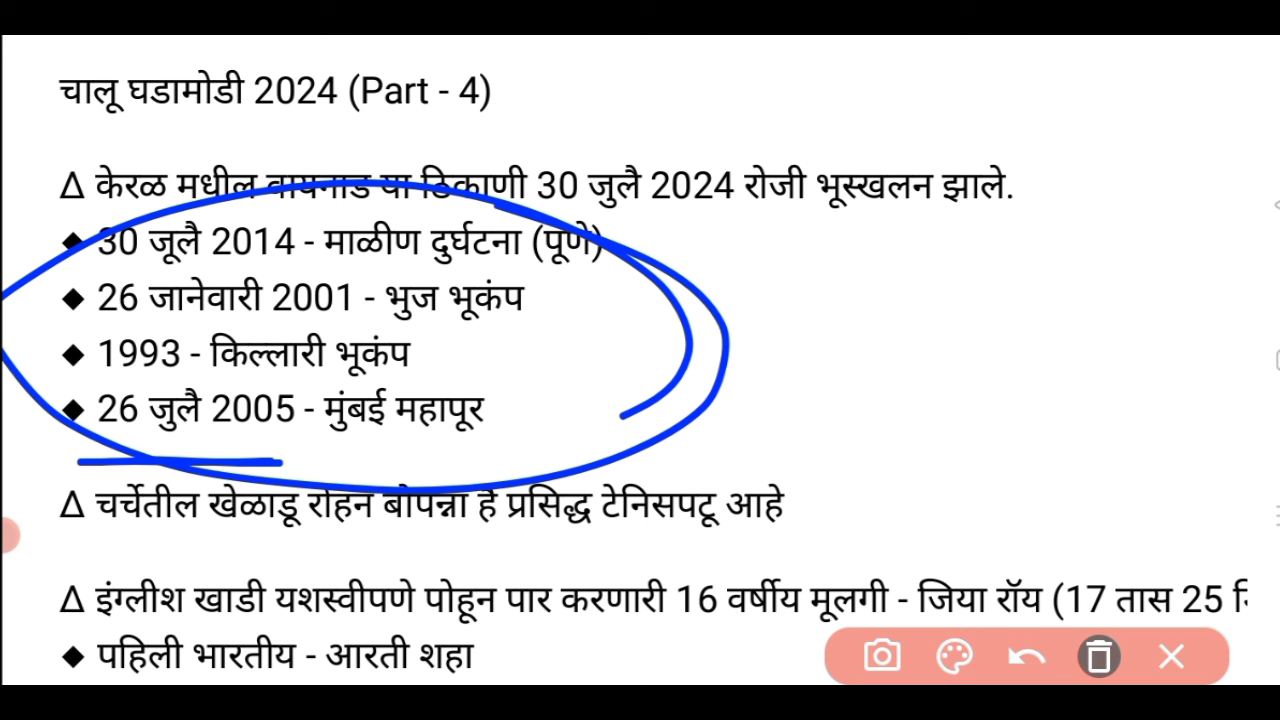 चालू घडामोडी 2024 (Part - 4)
∆ केरळ मधील वायनाड या ठिकाणी 30 जुलै 2024 रोजी भूस्खलन झाले.
◆ 30 जूलै 2014 - माळीण दुर्घटना (पूणे)
◆ 26 जानेवारी 2001 - भुज भूकंप
◆ 1993 - किल्लारी भूकंप
◆ 26 जुलै 2005 - मुंबई महापूर
∆ चर्चेतील खेळाडू रोहन बोपन्ना हे प्रसिद्ध टेनिसपटू आहे
∆ इंग्लीश खाडी यशस्वीपणे पोहून पार करणारी 16 वर्षीय मूलगी - जिया रॉय (17 तास 25
◆ पहिली भारतीय - आरती शहा